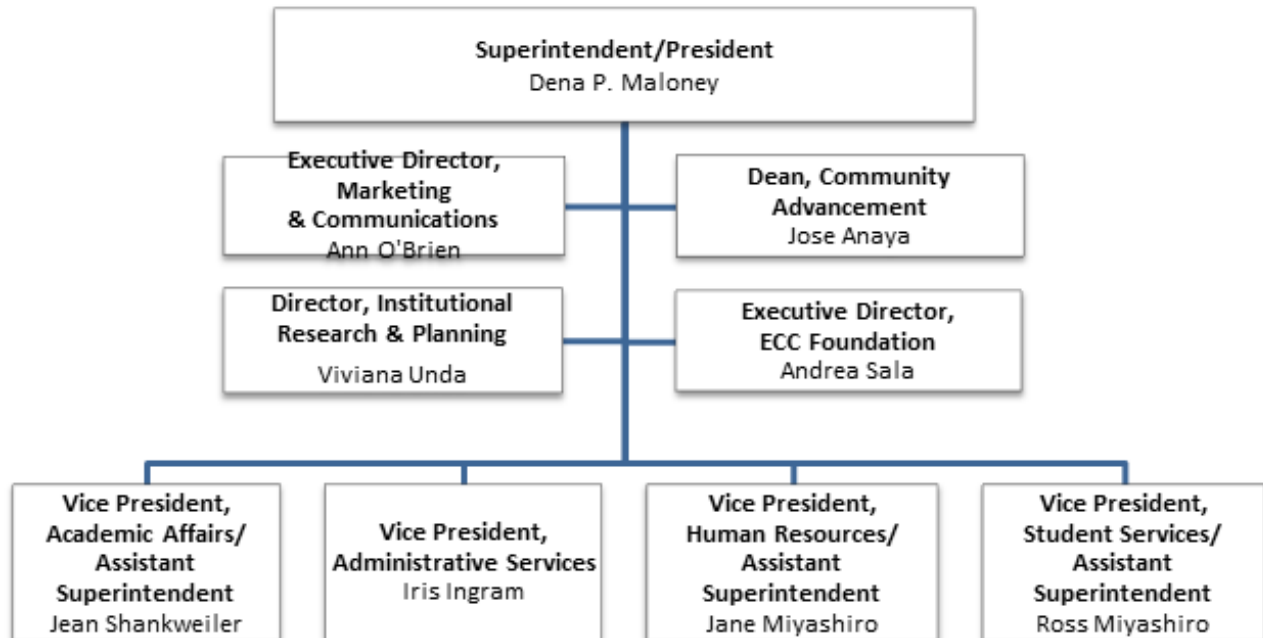 Superintendent/President
Dena P. Maloney
Executive Director,
Marketing
& Communications
Ann O'Brien
Dean, Community
Advancement
Jose Anaya
Director, Institutional
Research & Planning
Viviana Unda
Executive Director,
ECC Foundation
Andrea Sala
Vice President,
Academic Affairs/
Assistant
Superintendent
Jean Shankweiler
Vice President,
Administrative Services
Iris Ingram
Vice President,
Human Resources/
Assistant
Superintendent
Jane Miyashiro
Vice President,
Student Services/
Assistant
Superintendent
Ross Miyashiro